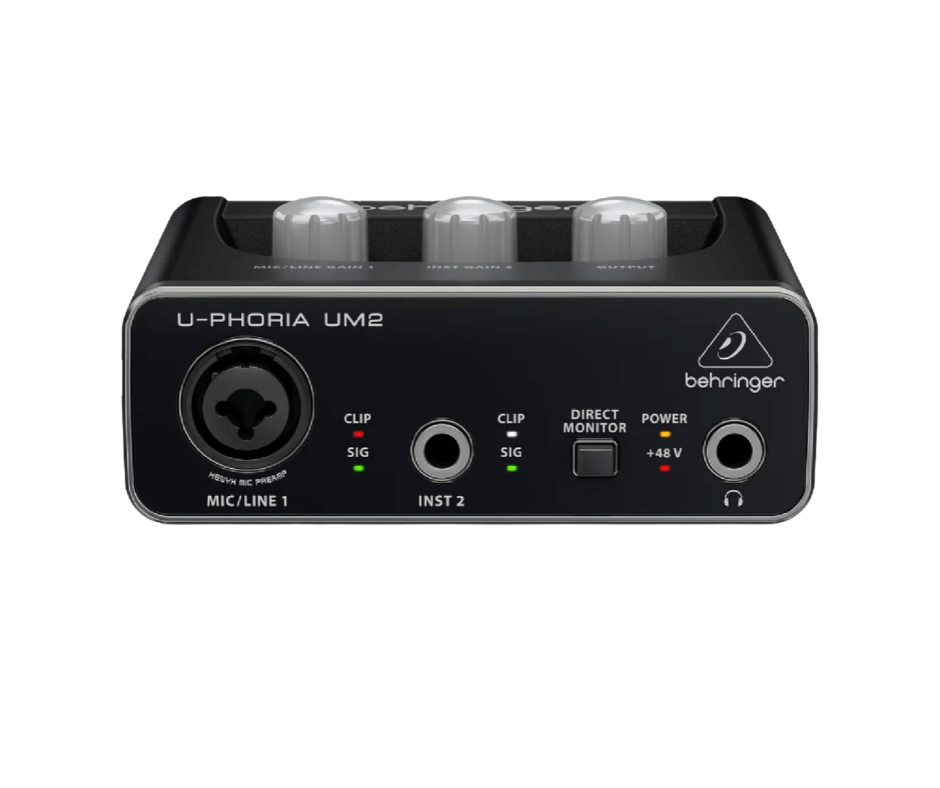 MIC/LINE GAIN 1
INST GAIN 2
OUTPUT
U-PHORIA UM2
behringer
CLIP
SIG
CLIP
SIG
DIRECT
MONITOR
POWER
+48 V
XENYX MIC PREAMP
MIC/LINE 1
INST 2